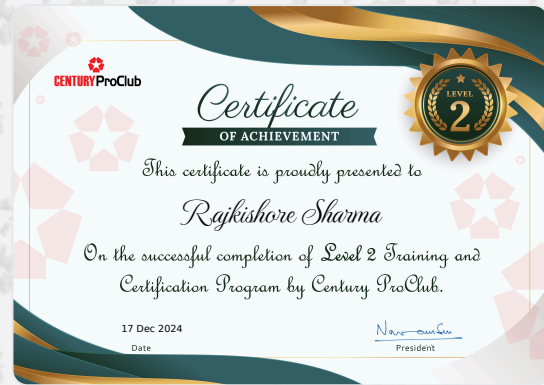 CENTURY ProClub
LEVEL
2
Certificate
OF ACHIEVEMENT
This certificate is proudly presented to
Rajkishore Sharma
On the successful completion of Level 2 Training and
Certification Program by Century ProClub.
17 Dec 2024
Date
President